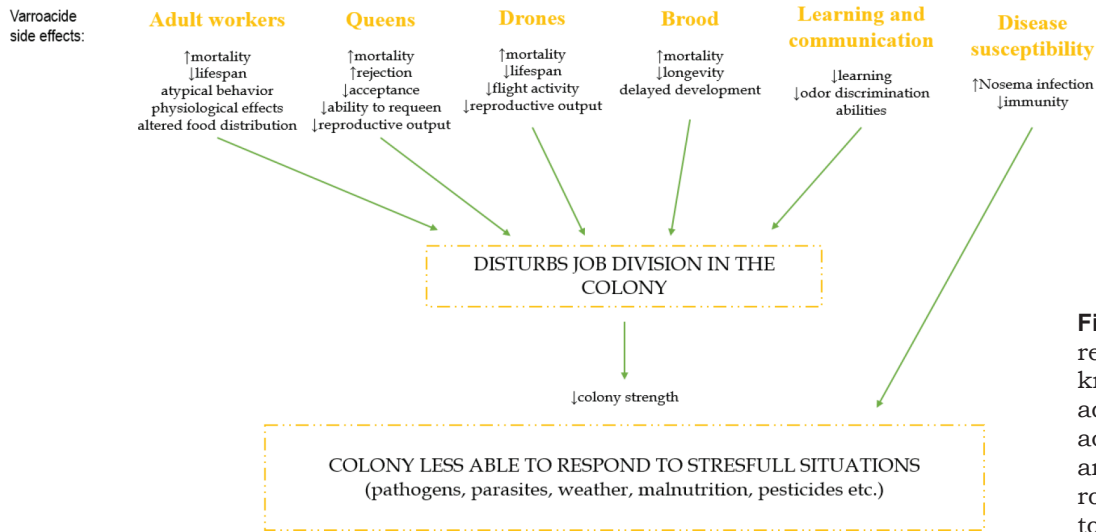 Varroacide
side effects:
Adult workers
↑mortality
↓lifespan
atypical behavior
physiological effects
altered food distribution
Queens
↑mortality
↑rejection
↓acceptance
↓ability to requeen
↓reproductive output
Drones
↑mortality
↓lifespan
↓flight activity
↓reproductive output
Brood
↑mortality
↓longevity
delayed development
Learning and
communication
↓learning
↓odor discrimination
abilities
Disease
susceptibility
↑Nosema infection
↓immunity
DISTURBS JOB DIVISION IN THE
COLONY
↓colony strength
COLONY LESS ABLE TO RESPOND TO STRESFULL SITUATIONS
(pathogens, parasites, weather, malnutrition, pesticides etc.)